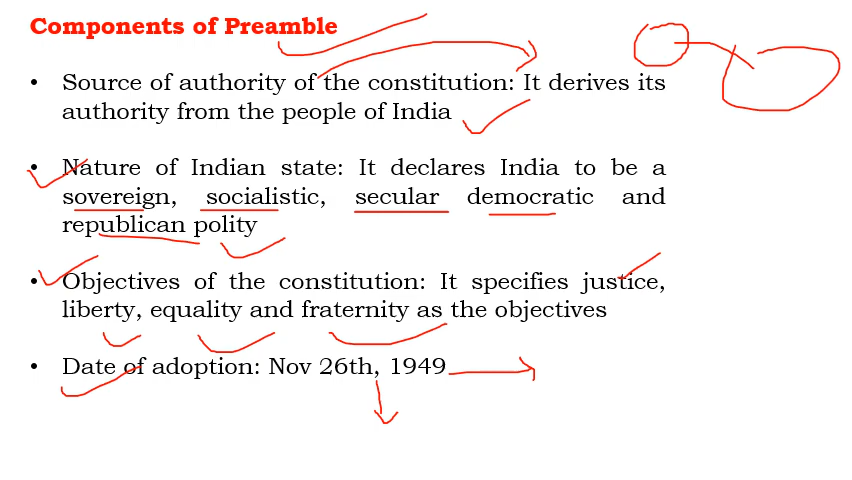 Components of Preamble
• Source of authority of the constitution: It derives its
authority from the people of India
• Nature of Indian state: It declares India to be a
sovereign, socialistic, secular democratic and
republican polity
• Objectives of the constitution: It specifies justice,
liberty, equality and fraternity as the objectives
• Date of adoption: Nov 26th, 1949